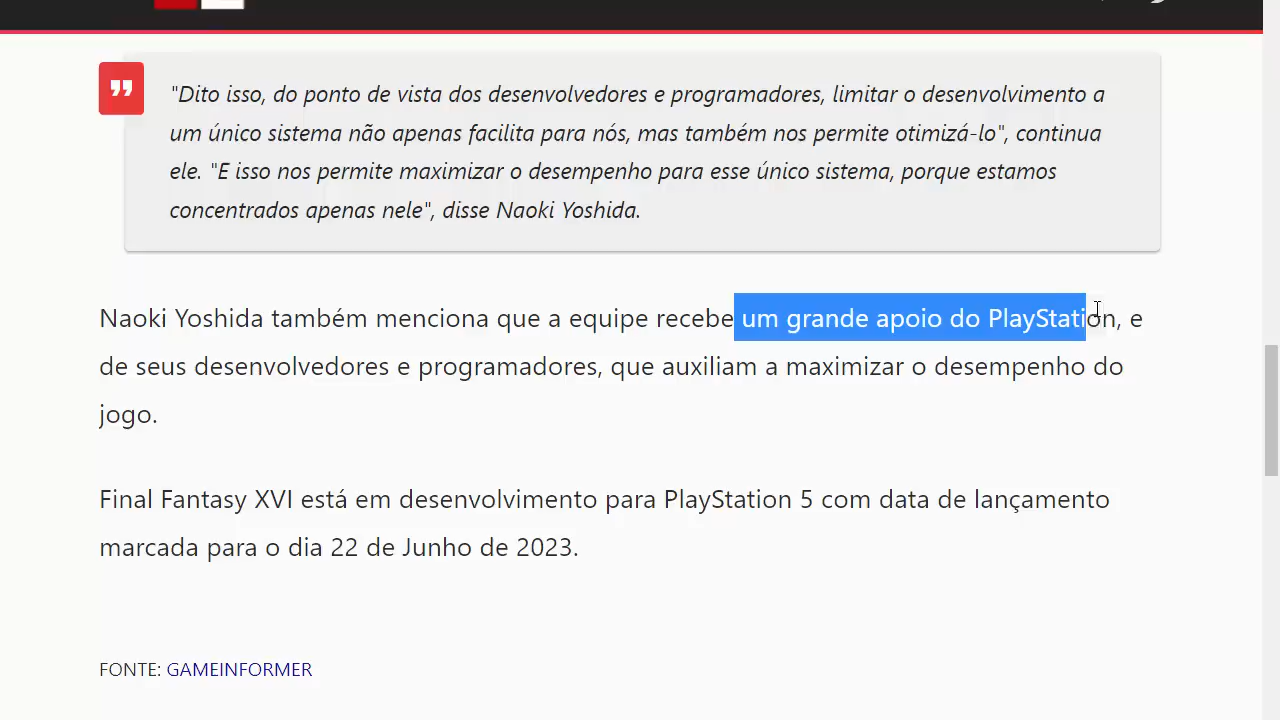 "Dito isso, do ponto de vista dos desenvolvedores e programadores, limitar o desenvolvimento a
um único sistema não apenas facilita para nós, mas também nos permite otimizá-lo", continua
ele. "E isso nos permite maximizar o desempenho para esse único sistema, porque estamos
concentrados apenas nele", disse Naoki Yoshida.
Naoki Yoshida também menciona que a equipe recebe um grande apoio do PlayStation, e
de seus desenvolvedores e programadores, que auxiliam a maximizar o desempenho do
jogo.
Final Fantasy XVI está em desenvolvimento para PlayStation 5 com data de lançamento
marcada para o dia 22 de Junho de 2023.
FONTE: GAMEINFORMER